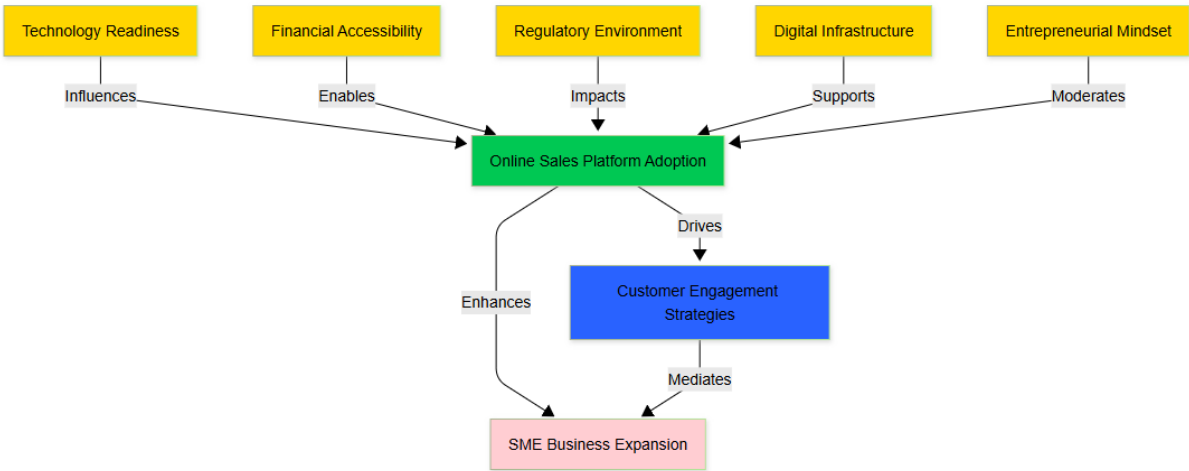 Technology Readiness
Financial Accessibility
Regulatory Environment
Digital Infrastructure
Entrepreneurial Mindset
Influences
Enables
Impacts
Supports
Moderates
Online Sales Platform Adoption
Drives
Customer Engagement
Strategies
Enhances
Mediates
SME Business Expansion